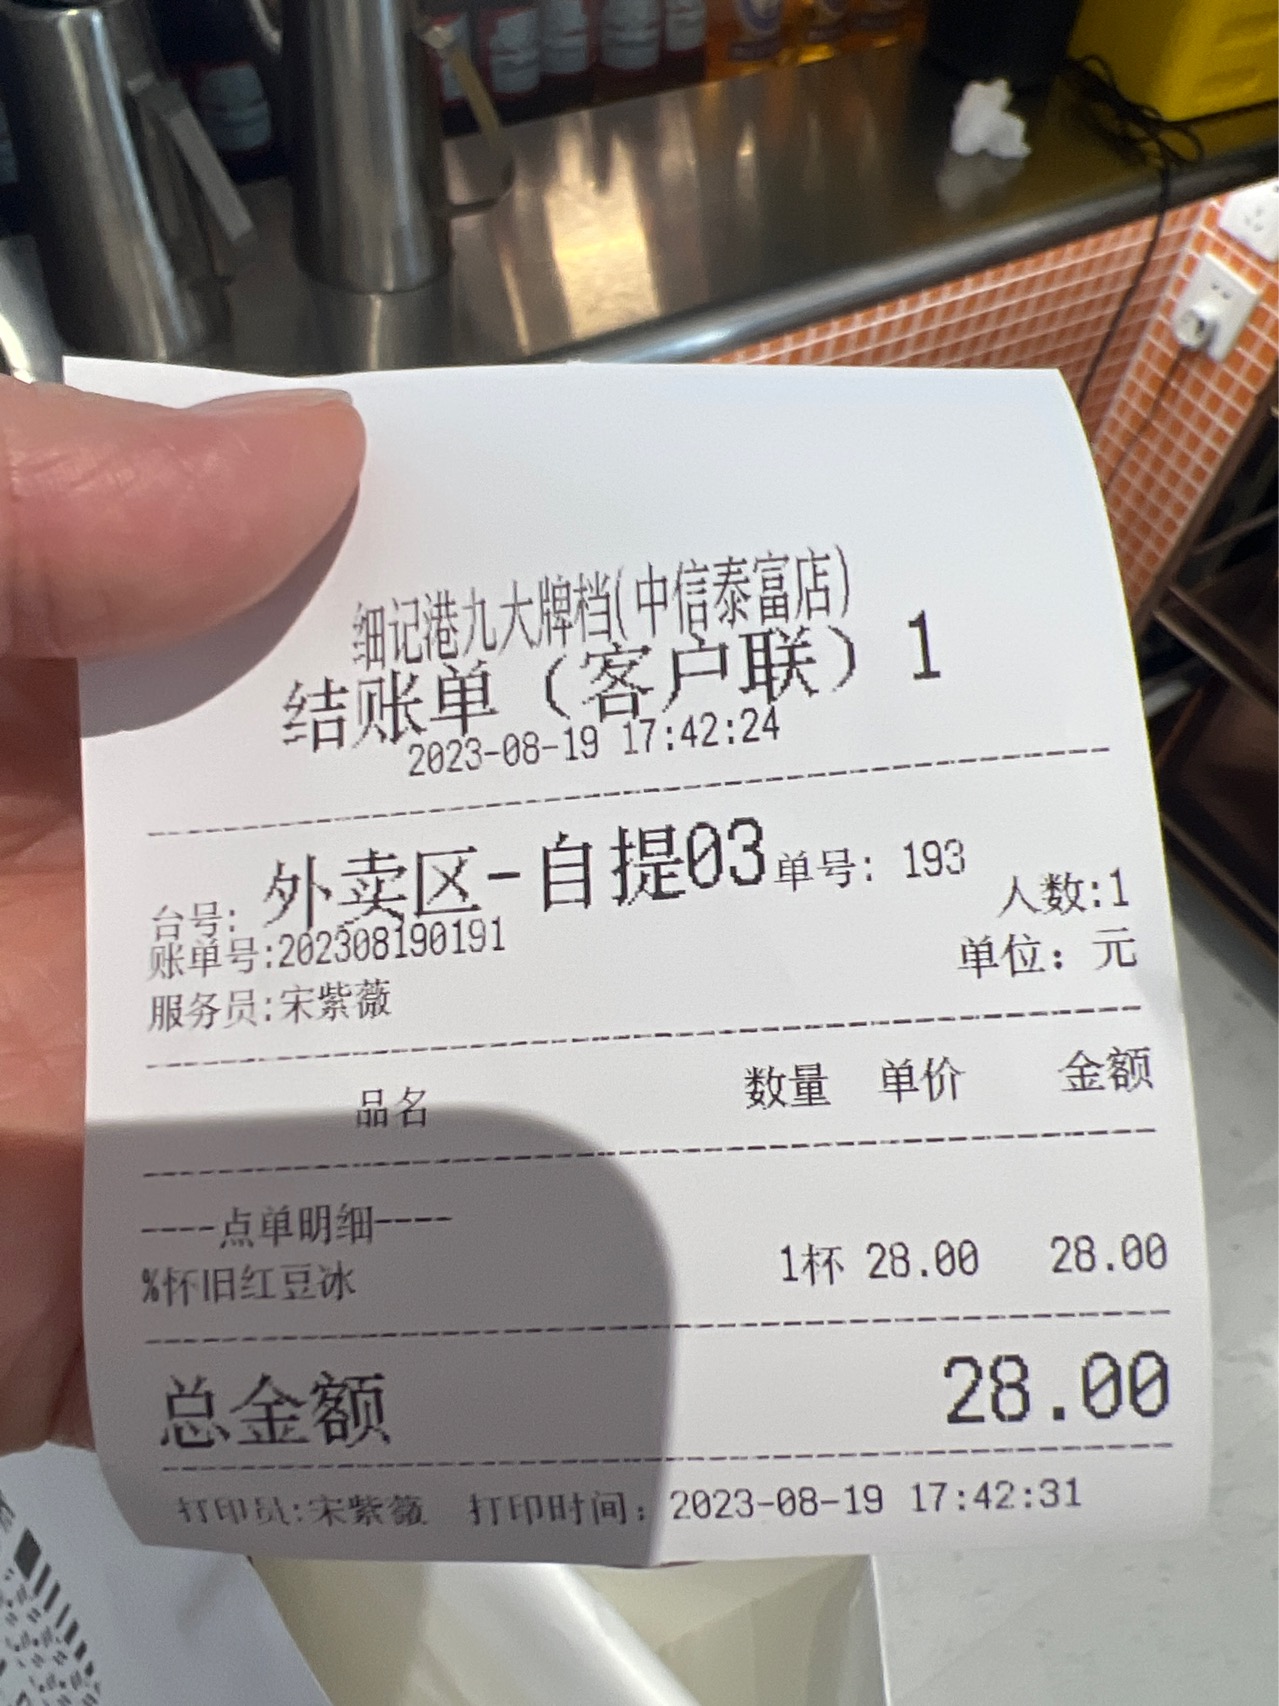 细记港九大牌档(中信泰富店)
结账单（客户联）1
2023-08-19 17:42:24
台号: 外卖区-自提03 单号: 193
人数:1
账单号:202308190191
单位: 元
服务员:宋紫薇
品名 数量 单价 金额
----点单明细----
%怀旧红豆冰 1杯 28.00 28.00
总金额 28.00
打印员:宋紫薇 打印时间: 2023-08-19 17:42:31